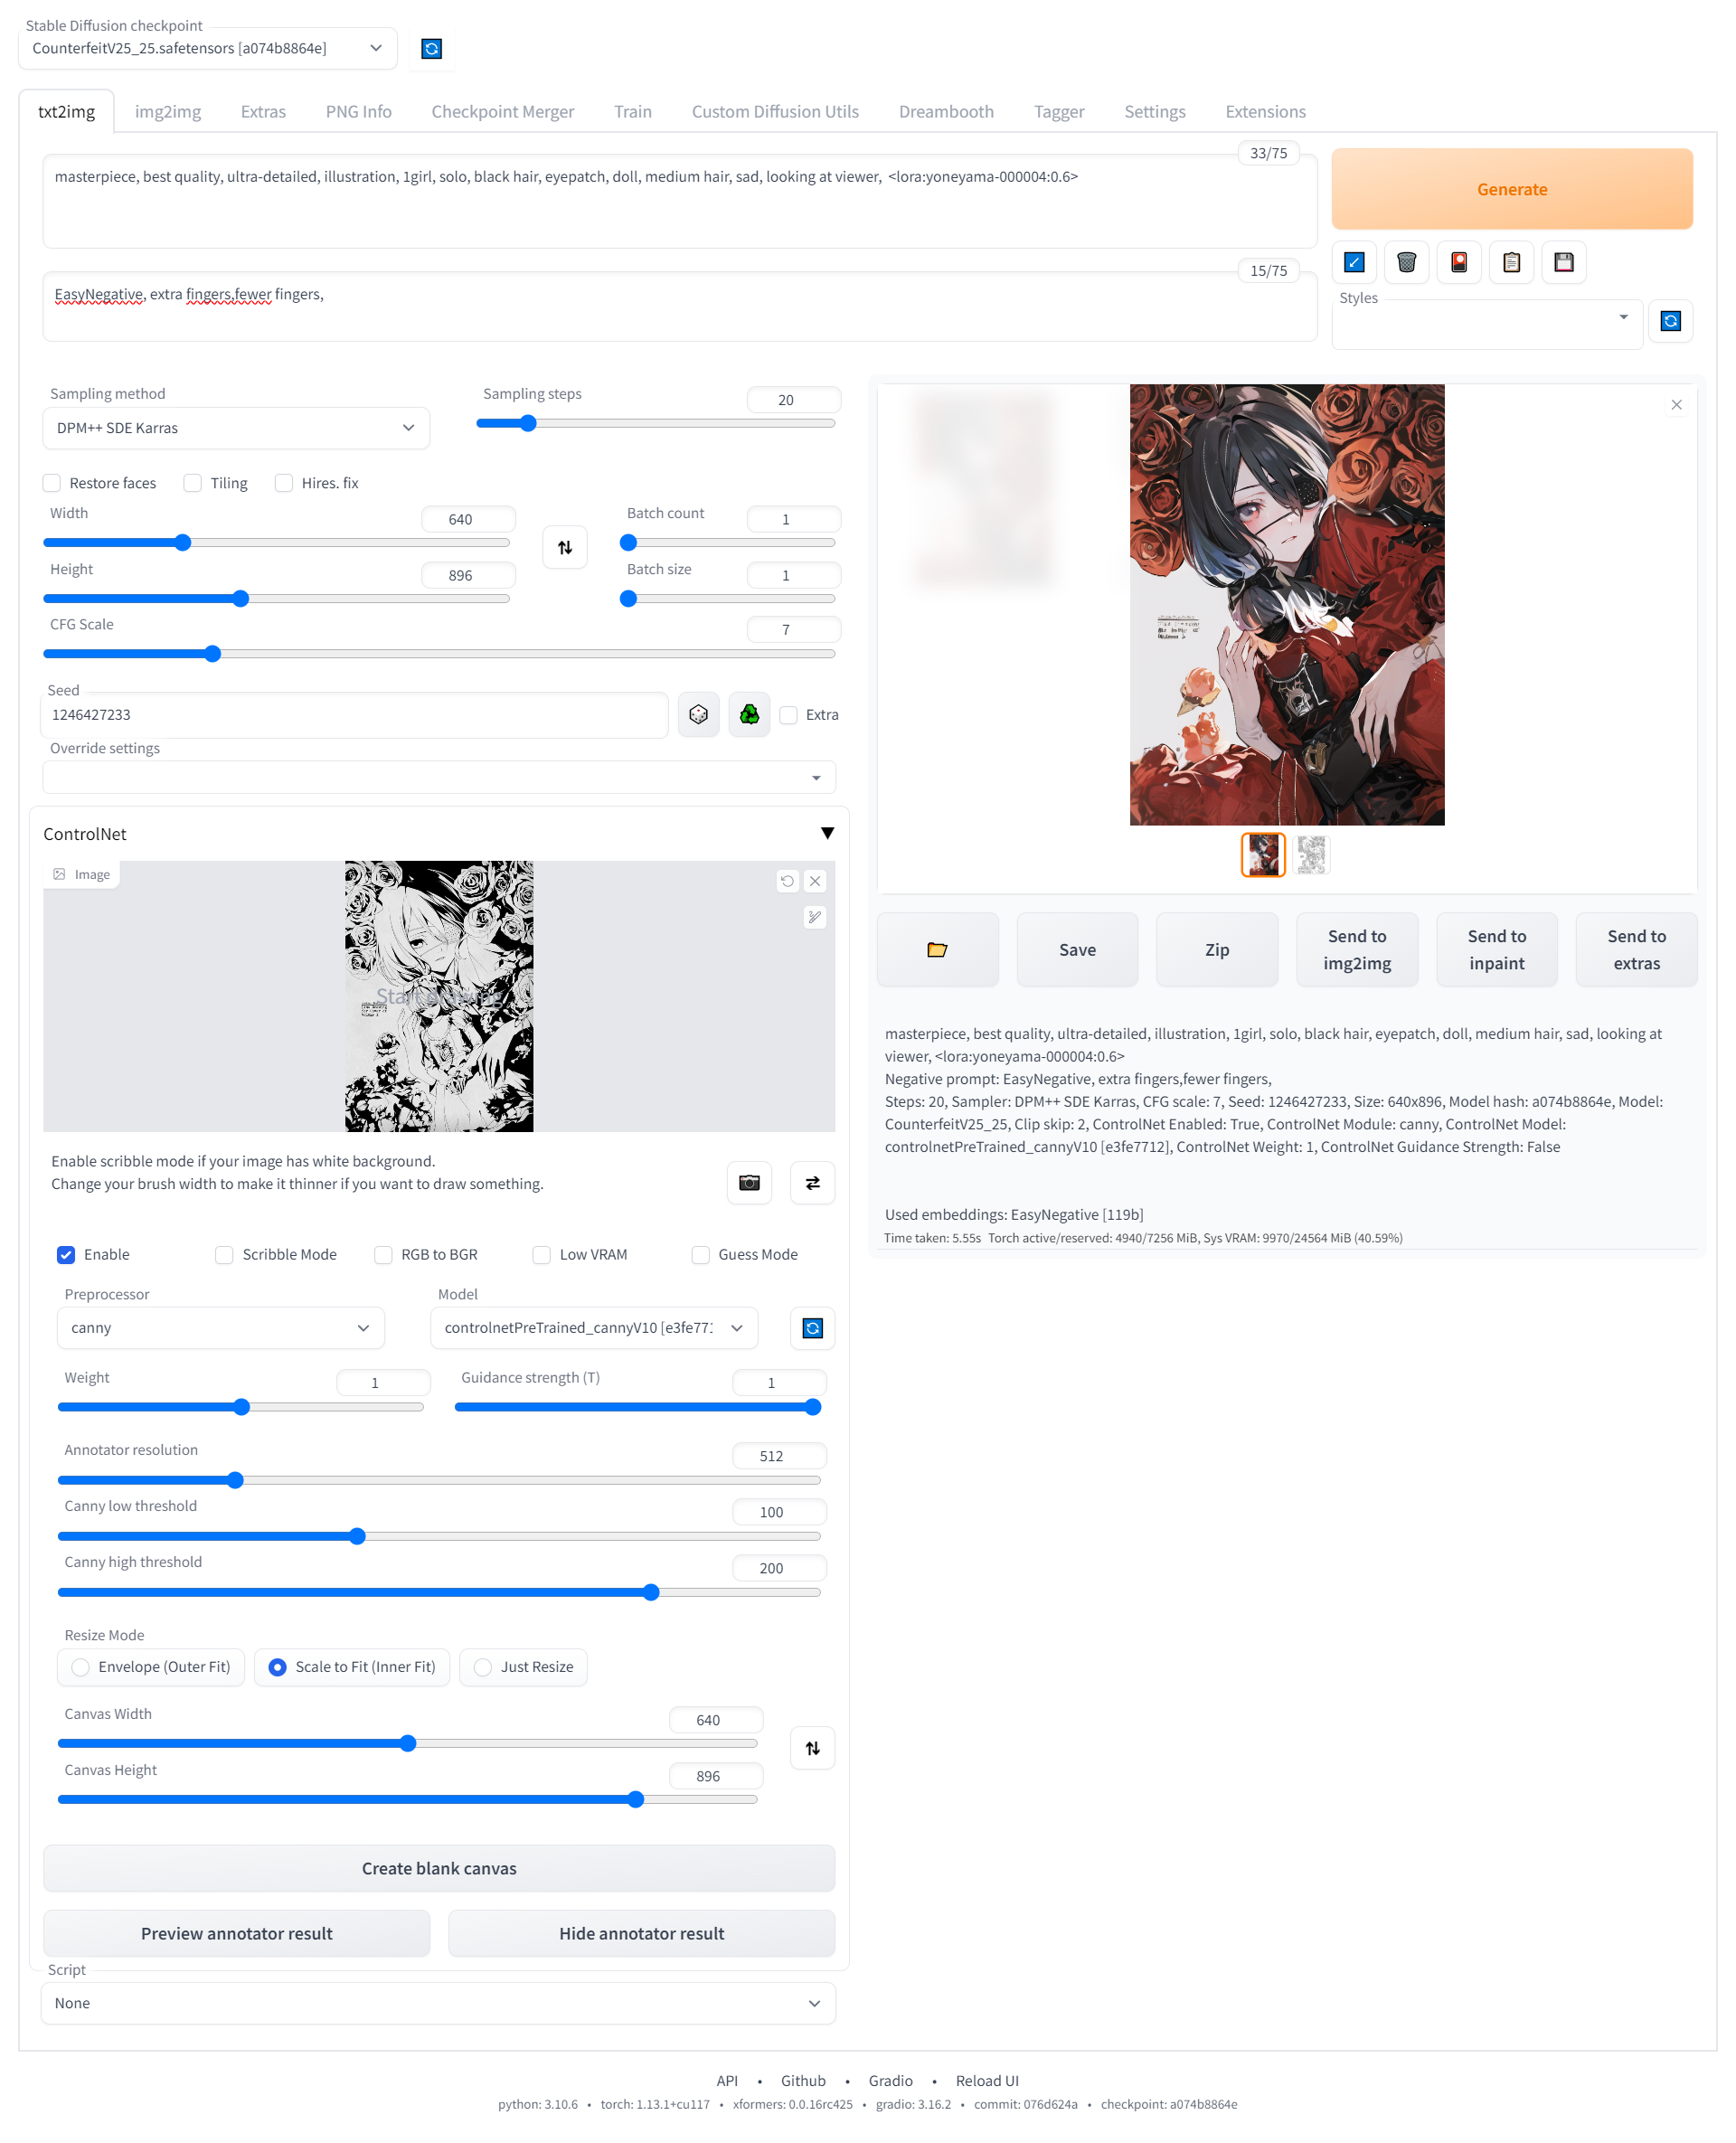 Stable Diffusion checkpoint
CounterfeitV25_25.safetensors [a074b8864e]
txt2img
img2img
Extras
PNG Info
Checkpoint Merger
Train
Custom Diffusion Utils
Dreambooth
Tagger
Settings
Extensions
33/75
masterpiece, best quality, ultra-detailed, illustration, 1girl, solo, black hair, eyepatch, doll, medium hair, sad, looking at viewer,  <lora:yoneyama-000004:0.6>
Generate
15/75
EasyNegative, extra fingers,fewer fingers,
Styles
Sampling method
DPM++ SDE Karras
Sampling steps
20
Restore faces
Tiling
Hires. fix
Width
640
Batch count
1
Height
896
Batch size
1
CFG Scale
7
Seed
1246427233
Extra
Override settings
ControlNet
Image
Start drawing
Enable scribble mode if your image has white background.
Change your brush width to make it thinner if you want to draw something.
Enable
Scribble Mode
RGB to BGR
Low VRAM
Guess Mode
Preprocessor
canny
Model
controlnetPreTrained_cannyV10 [e3fe771
Weight
1
Guidance strength (T)
1
Annotator resolution
512
Canny low threshold
100
Canny high threshold
200
Resize Mode
Envelope (Outer Fit)
Scale to Fit (Inner Fit)
Just Resize
Canvas Width
640
Canvas Height
896
Create blank canvas
Preview annotator result
Hide annotator result
Script
None
Save
Zip
Send to
img2img
Send to
inpaint
Send to
extras
masterpiece, best quality, ultra-detailed, illustration, 1girl, solo, black hair, eyepatch, doll, medium hair, sad, looking at
viewer, <lora:yoneyama-000004:0.6>
Negative prompt: EasyNegative, extra fingers,fewer fingers,
Steps: 20, Sampler: DPM++ SDE Karras, CFG scale: 7, Seed: 1246427233, Size: 640x896, Model hash: a074b8864e, Model:
CounterfeitV25_25, Clip skip: 2, ControlNet Enabled: True, ControlNet Module: canny, ControlNet Model:
controlnetPreTrained_cannyV10 [e3fe7712], ControlNet Weight: 1, ControlNet Guidance Strength: False
Used embeddings: EasyNegative [119b]
Time taken: 5.55s  Torch active/reserved: 4940/7256 MiB, Sys VRAM: 9970/24564 MiB (40.59%)
API • Github • Gradio • Reload UI
python: 3.10.6 • torch: 1.13.1+cu117 • xformers: 0.0.16rc425 • gradio: 3.16.2 • commit: 076d624a • checkpoint: a074b8864e